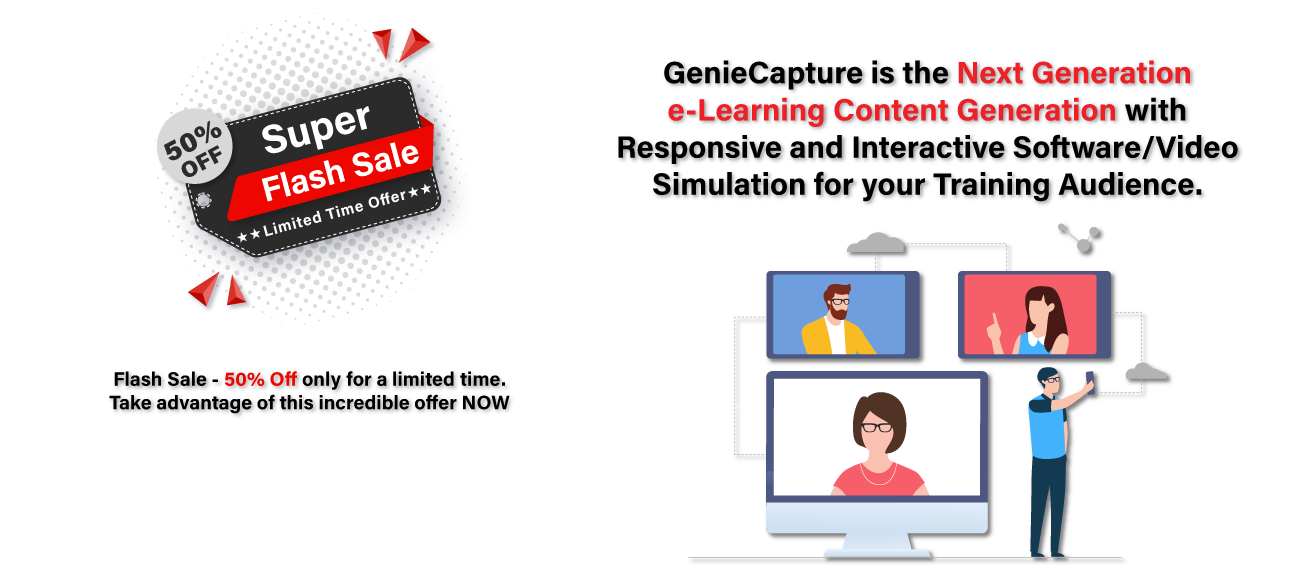 50%
OFF
Super
Flash Sale
★★Limited Time Offer★★
Flash Sale - 50% Off only for a limited time.
Take advantage of this incredible offer NOW
GenieCapture is the Next Generation
e-Learning Content Generation with
Responsive and Interactive Software/Video
Simulation for your Training Audience.